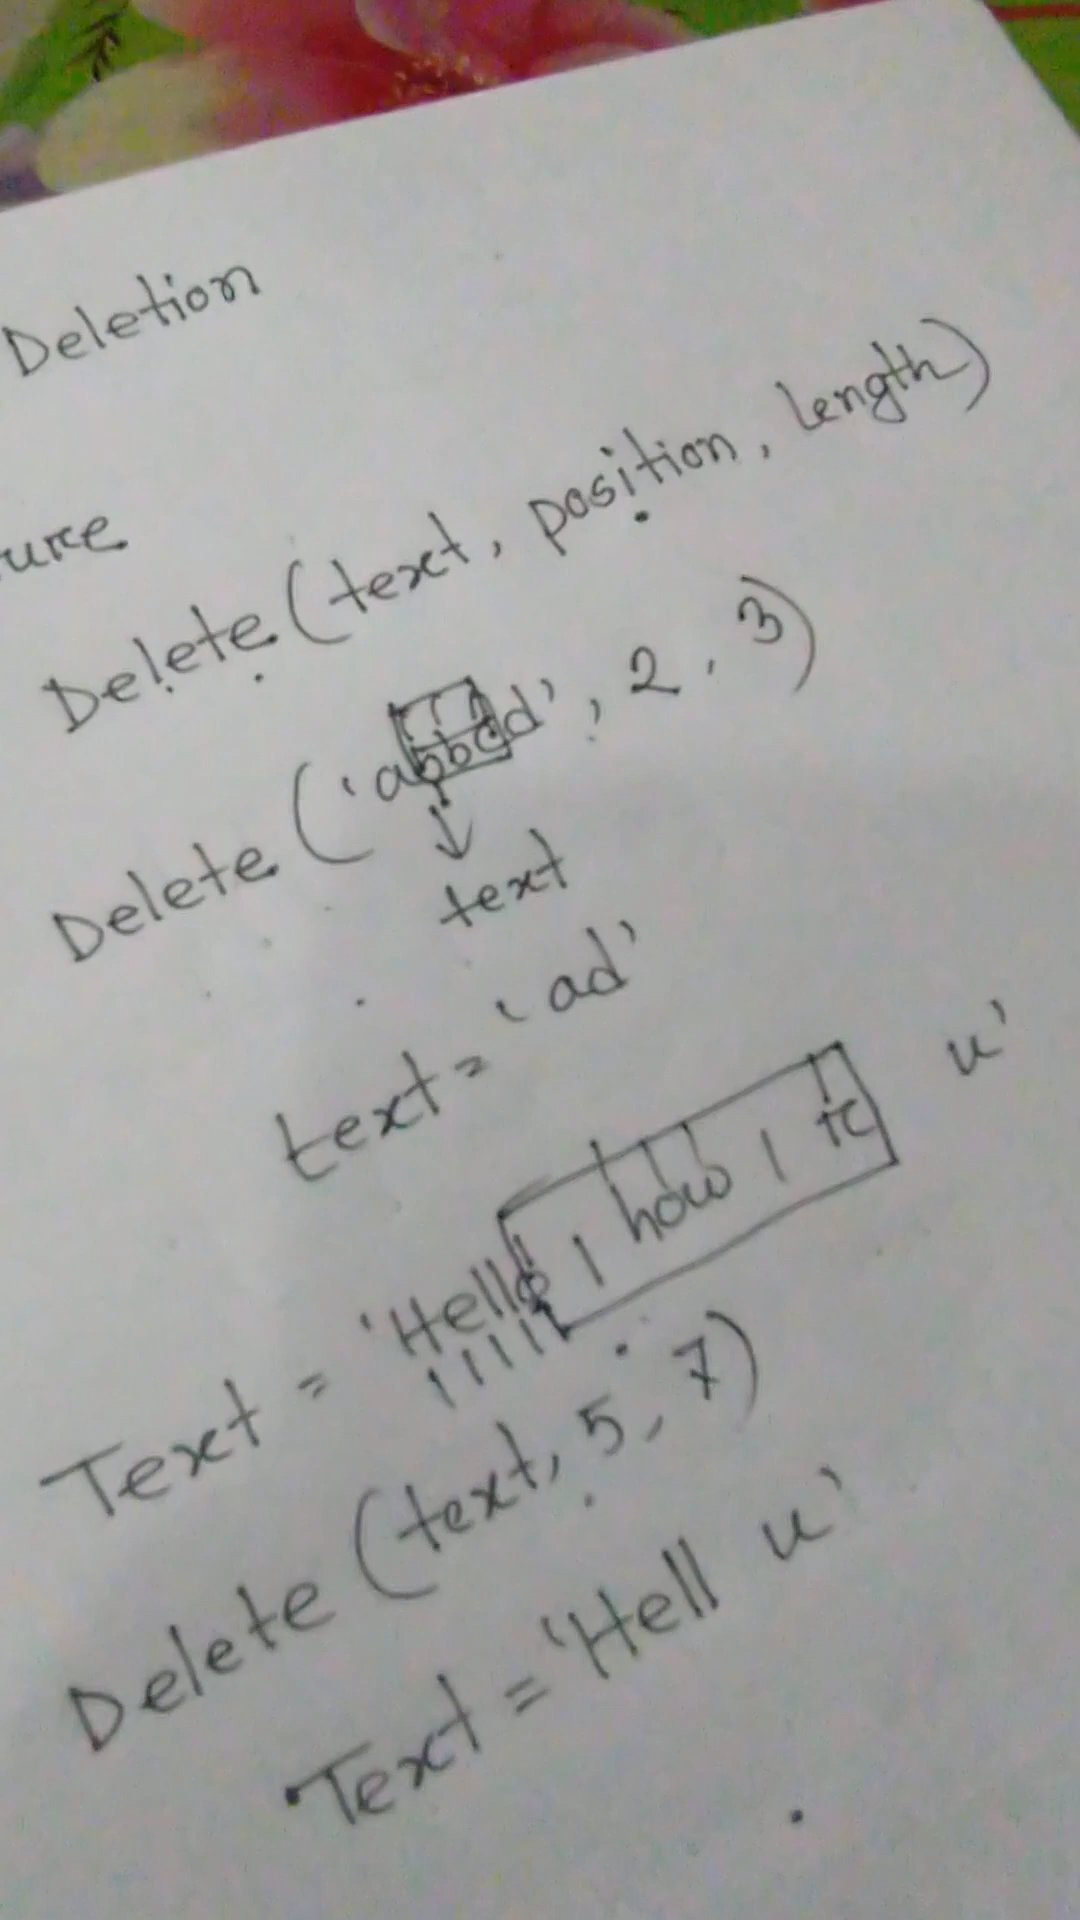 Deletion
ure
Delete (text, position, length)
Delete ('abbcd', 2, 3)
text
text = 'ad'
Text = 'Hello | how | rc u'
Delete (text, 5, 7)
Text = 'Hell u'